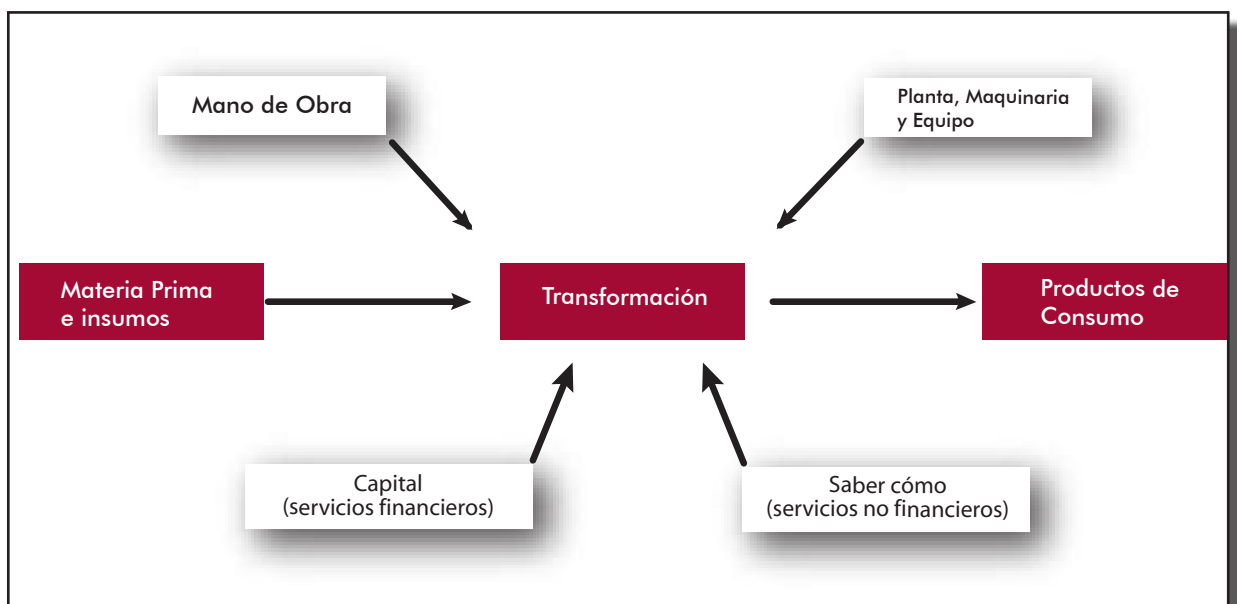 Mano de Obra
Planta, Maquinaria
y Equipo
Materia Prima
e insumos
Transformación
Productos de
Consumo
Capital
(servicios financieros)
Saber cómo
(servicios no financieros)